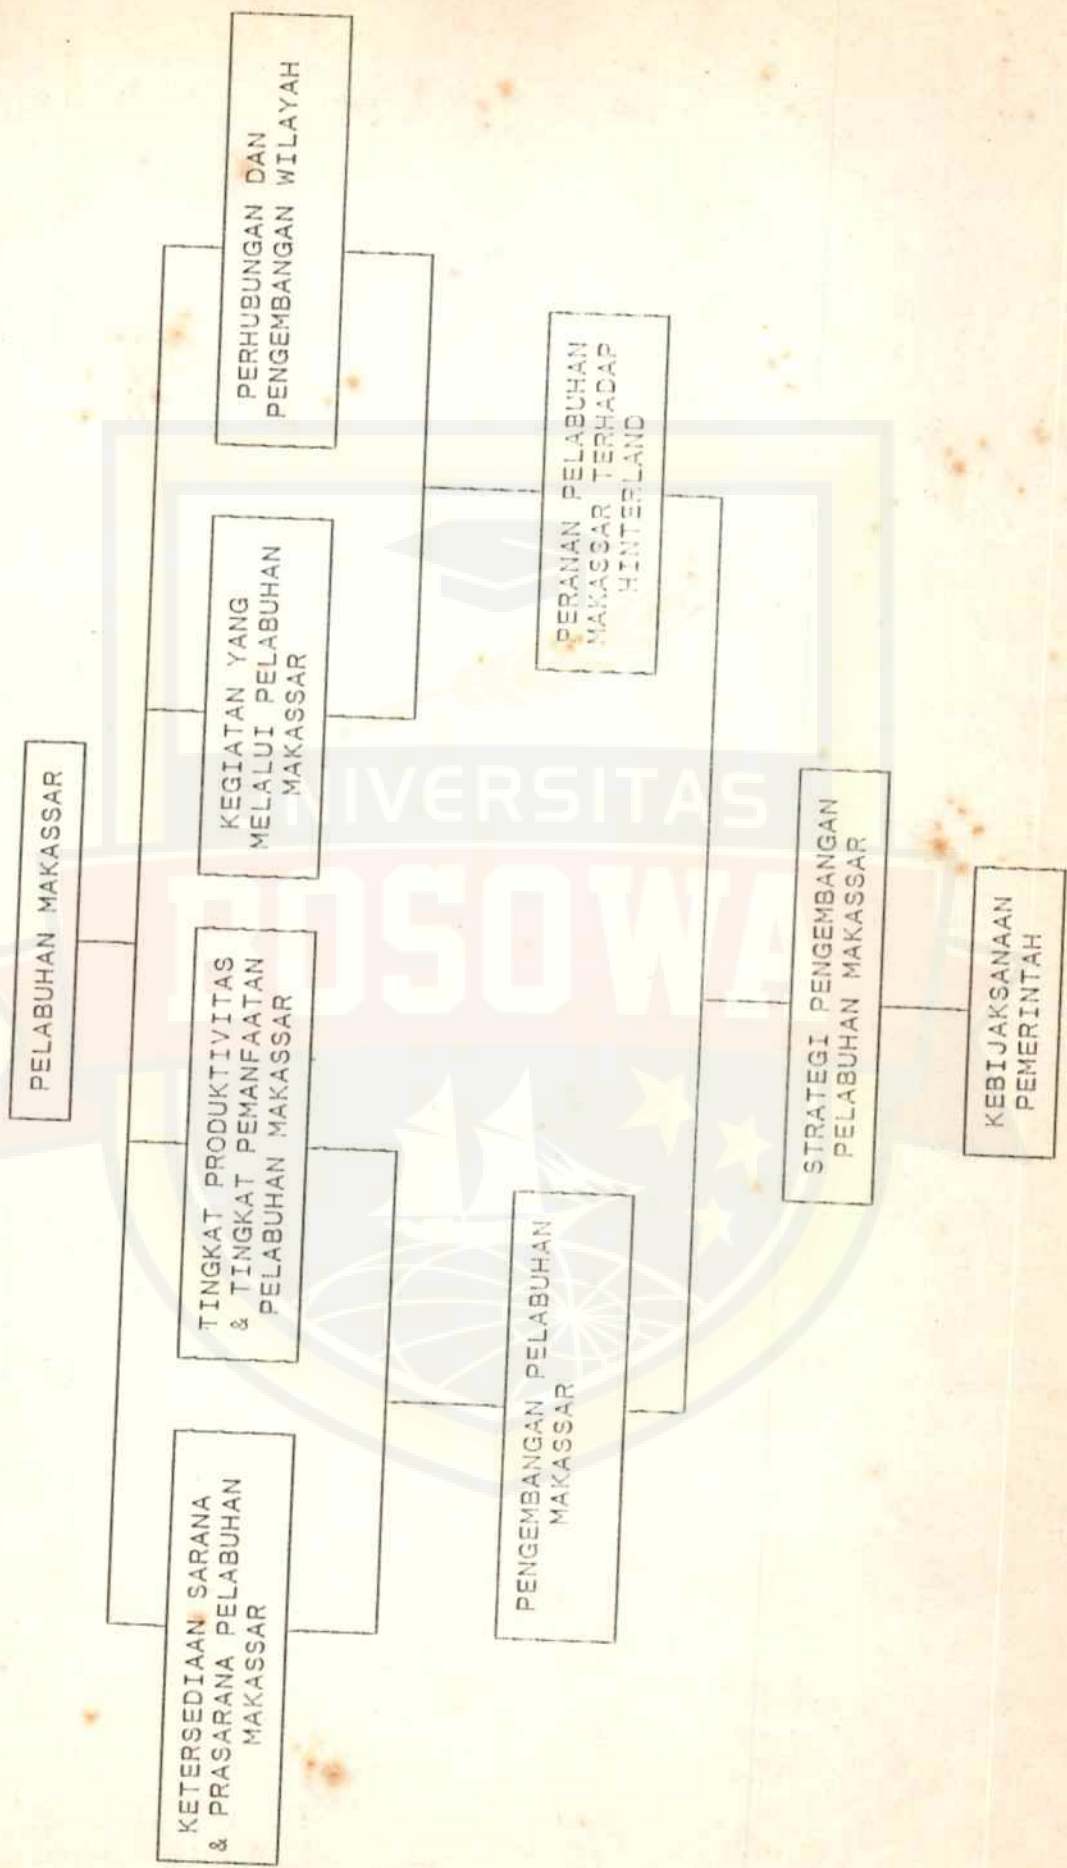 PELABUHAN MAKASSAR
KETERSEDIAAN SARANA
& PRASARANA PELABUHAN
MAKASSAR
TINGKAT PRODUKTIVITAS
& TINGKAT PEMANFAATAN
PELABUHAN MAKASSAR
KEGIATAN YANG
MELALUI PELABUHAN
MAKASSAR
PERHUBUNGAN DAN
PENGEMBANGAN WILAYAH
PENGEMBANGAN PELABUHAN
MAKASSAR
PERANAN PELABUHAN
MAKASSAR TERHADAP
HINTERLAND
STRATEGI PENGEMBANGAN
PELABUHAN MAKASSAR
KEBIJAKSANAAN
PEMERINTAH
UNIVERSITAS
BOSOWA